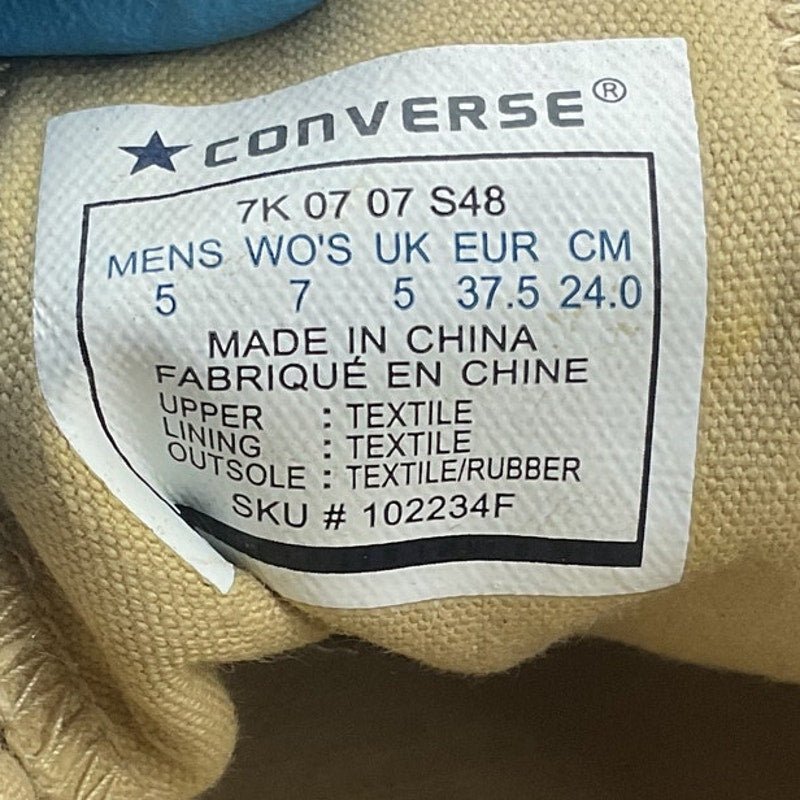 CONVERSE®
7K 07 07 S48
MENS WO'S UK EUR CM
5 7 5 37.5 24.0
MADE IN CHINA
FABRIQUÉ EN CHINE
UPPER : TEXTILE
LINING : TEXTILE
OUTSOLE : TEXTILE/RUBBER
SKU # 102234F